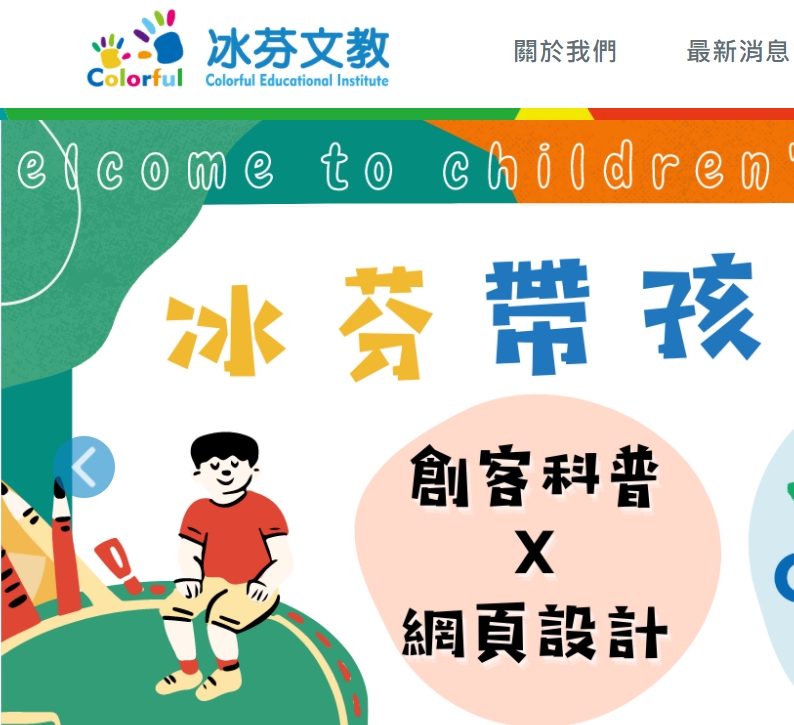 Colorful
冰芬文教
Colorful Educational Institute
關於我們
最新消息
elcome to children'
冰芬帶孩
創客科普
X
網頁設計